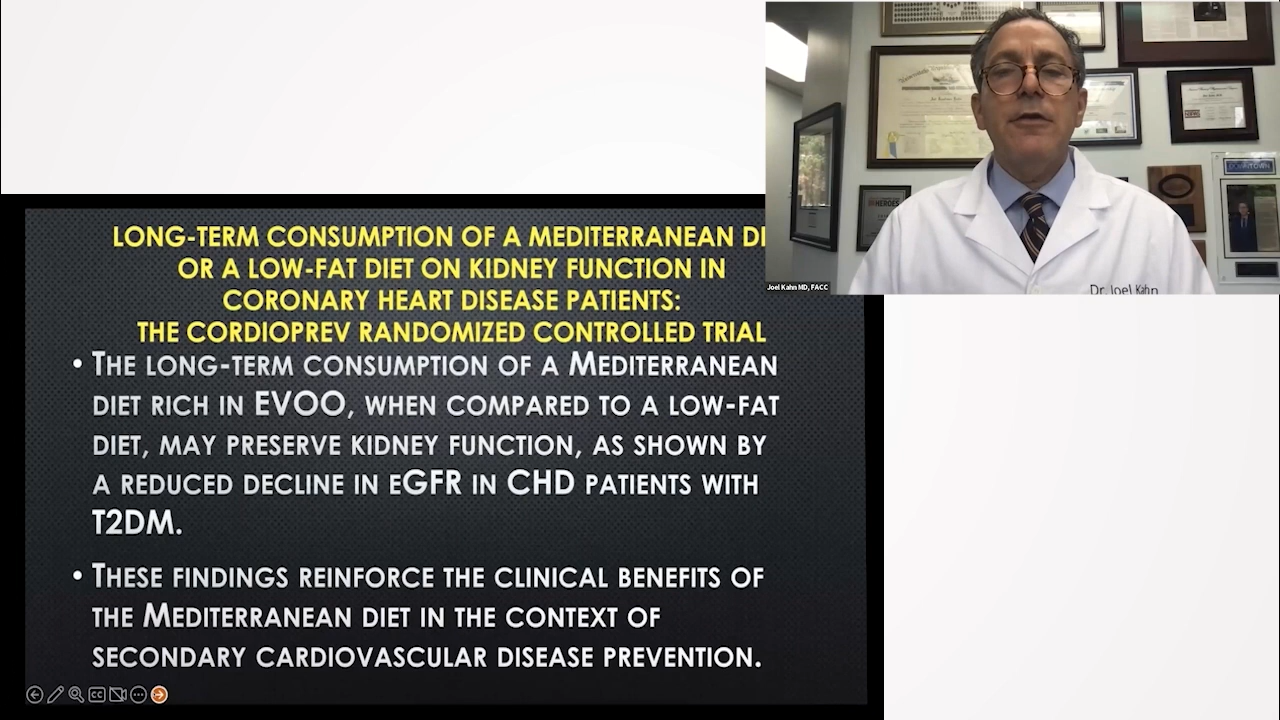 LONG-TERM CONSUMPTION OF A MEDITERRANEAN DI
OR A LOW-FAT DIET ON KIDNEY FUNCTION IN
CORONARY HEART DISEASE PATIENTS:
THE CORDIOPREV RANDOMIZED CONTROLLED TRIAL
• THE LONG-TERM CONSUMPTION OF A MEDITERRANEAN
DIET RICH IN EVOO, WHEN COMPARED TO A LOW-FAT
DIET, MAY PRESERVE KIDNEY FUNCTION, AS SHOWN BY
A REDUCED DECLINE IN EGFR IN CHD PATIENTS WITH
T2DM.
• THESE FINDINGS REINFORCE THE CLINICAL BENEFITS OF
THE MEDITERRANEAN DIET IN THE CONTEXT OF
SECONDARY CARDIOVASCULAR DISEASE PREVENTION.
CC
Joel Kahn MD, FACC
Dr. Joel Kahn
HEROES
DOWNTOWN